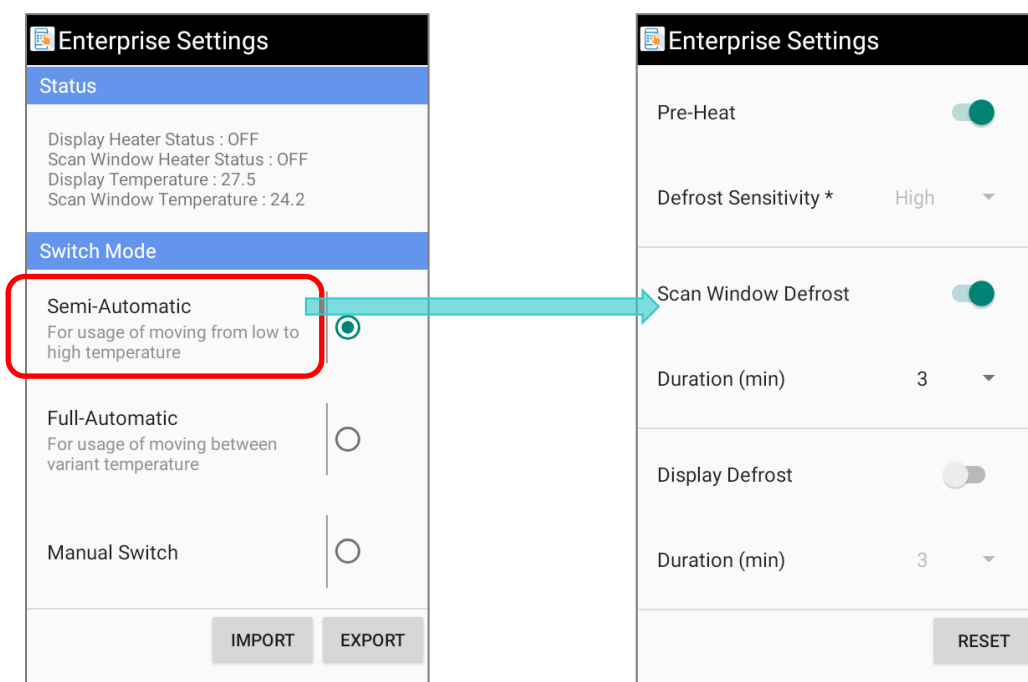 Enterprise Settings
Status
Display Heater Status : OFF
Scan Window Heater Status : OFF
Display Temperature : 27.5
Scan Window Temperature : 24.2
Switch Mode
Semi-Automatic
For usage of moving from low to
high temperature
Full-Automatic
For usage of moving between
variant temperature
Manual Switch
IMPORT EXPORT
Enterprise Settings
Pre-Heat
Defrost Sensitivity * High
Scan Window Defrost
Duration (min) 3
Display Defrost
Duration (min) 3
RESET